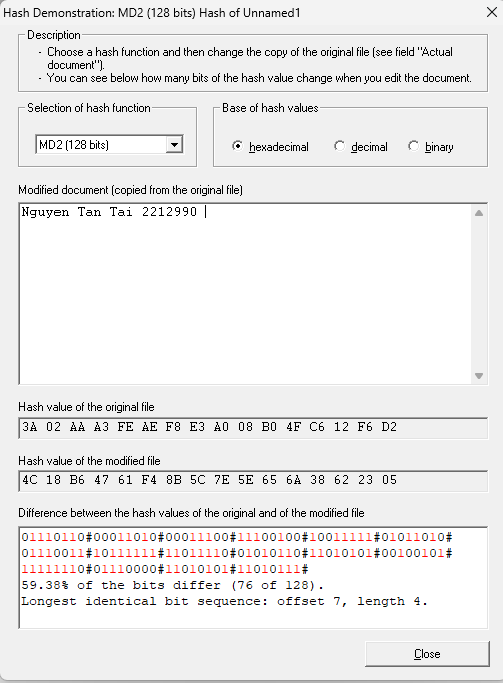 Hash Demonstration: MD2 (128 bits) Hash of Unnamed1
Description
- Choose a hash function and then change the copy of the original file (see field "Actual
document").
- You can see below how many bits of the hash value change when you edit the document.
Selection of hash function
MD2 (128 bits)
Base of hash values
hexadecimal
decimal
binary
Modified document (copied from the original file)
Nguyen Tan Tai 2212990
Hash value of the original file
3A 02 AA A3 FE AE F8 E3 A0 08 B0 4F C6 12 F6 D2
Hash value of the modified file
4C 18 B6 47 61 F4 8B 5C 7E 5E 65 6A 38 62 23 05
Difference between the hash values of the original and of the modified file
01110110#00011010#00011100#11100100#10011111#01011010#
01110011#10111111#11011110#01010110#11010101#00100101#
11111110#01110000#11010101#11010111#
59.38% of the bits differ (76 of 128).
Longest identical bit sequence: offset 7, length 4.
Close